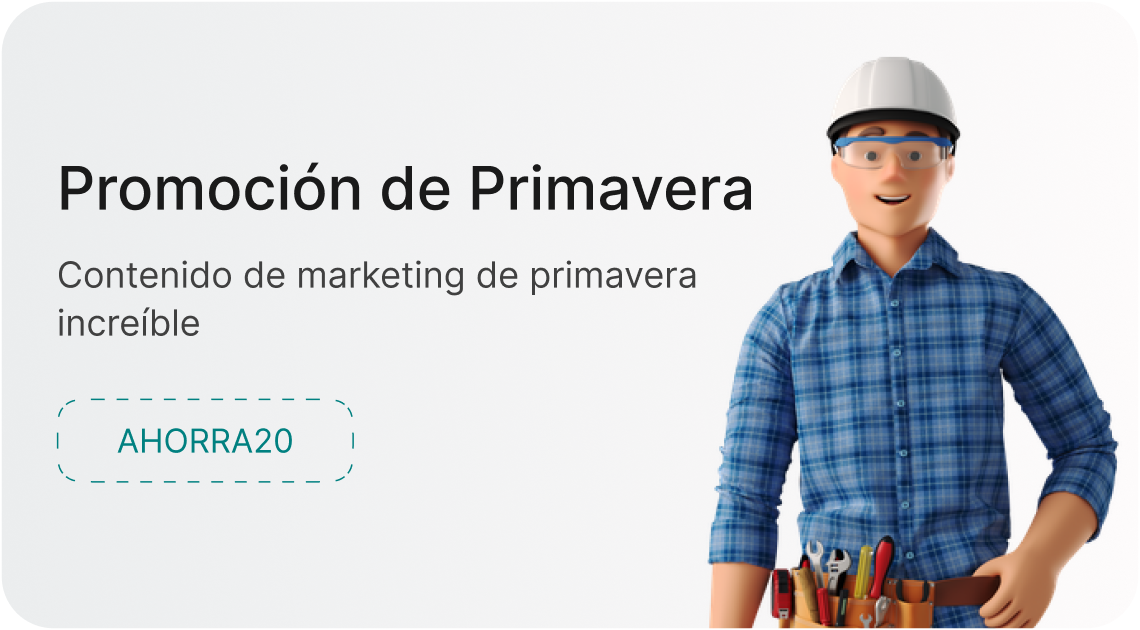 Promoción de Primavera
Contenido de marketing de primavera
increíble
AHORRA20